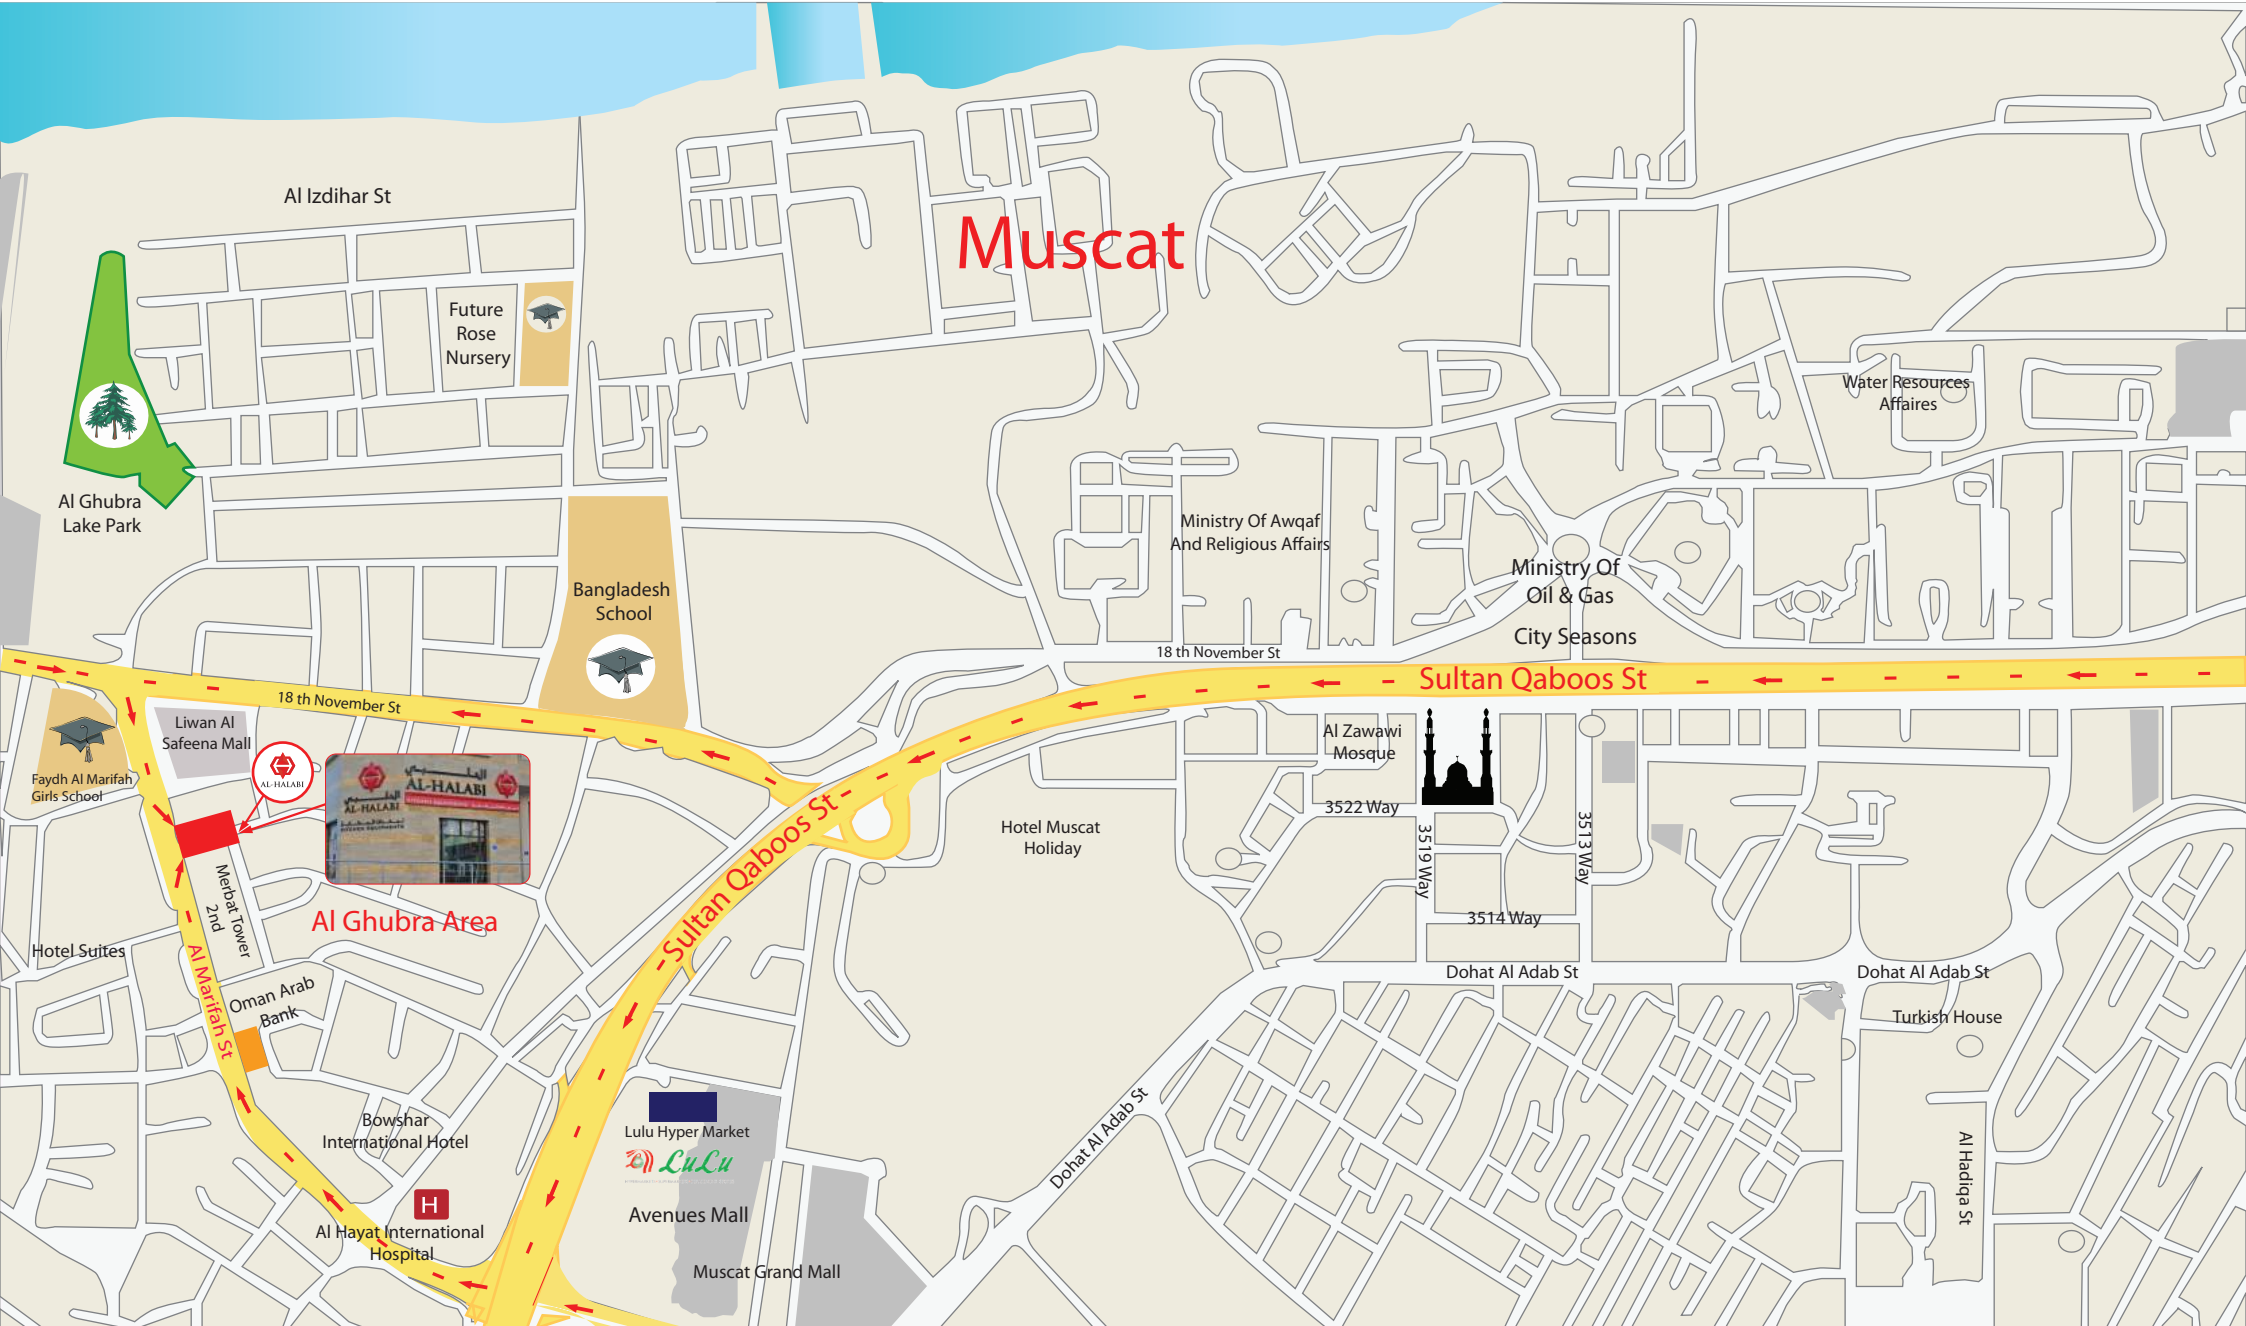 Al Izdihar St
Muscat
Future
Rose
Nursery
Water Resources
Affaires
Al Ghubra
Lake Park
Ministry Of Awqaf
And Religious Affairs
Ministry Of
Oil & Gas
City Seasons
Bangladesh
School
18 th November St
Sultan Qaboos St
18 th November St
Liwan Al
Safeena Mall
Al Zawawi
Mosque
Faydh Al Marifah
Girls School
AL-HALABI
الحلبي
AL-HALABI
AL-HALABI
Sultan Qaboos St
3522 Way
3519 Way
3513 Way
3514 Way
Hotel Muscat
Holiday
Merbat Tower
2nd
Al Ghubra Area
Hotel Suites
Al Marifah St
Oman Arab
Bank
Dohat Al Adab St
Dohat Al Adab St
Turkish House
Dohat Al Adab St
Al Hadiqa St
Bowshar
International Hotel
Lulu Hyper Market
LuLu
H
Al Hayat International
Hospital
Avenues Mall
Muscat Grand Mall